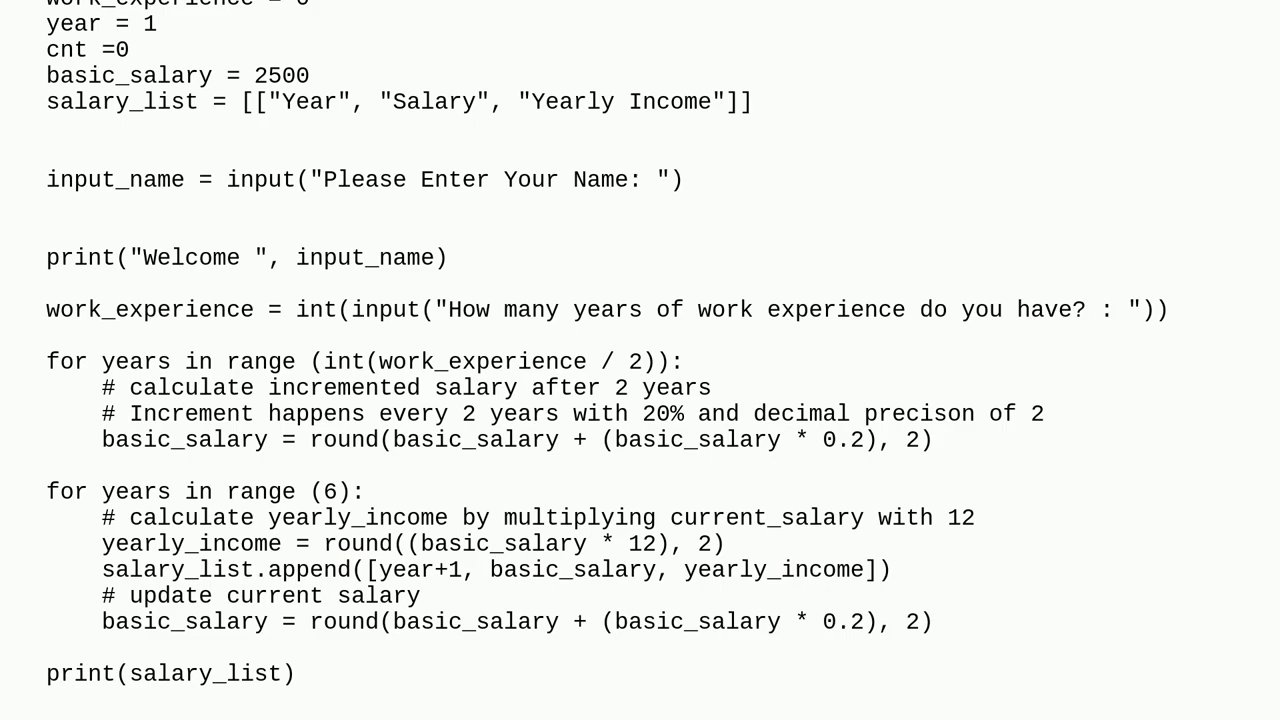 work_experience = 0
year = 1
cnt =0
basic_salary = 2500
salary_list = [["Year", "Salary", "Yearly Income"]]
input_name = input("Please Enter Your Name: ")
print("Welcome ", input_name)
work_experience = int(input("How many years of work experience do you have? : "))
for years in range (int(work_experience / 2)):
    # calculate incremented salary after 2 years
    # Increment happens every 2 years with 20% and decimal precison of 2
    basic_salary = round(basic_salary + (basic_salary * 0.2), 2)
for years in range (6):
    # calculate yearly_income by multiplying current_salary with 12
    yearly_income = round((basic_salary * 12), 2)
    salary_list.append([year+1, basic_salary, yearly_income])
    # update current salary
    basic_salary = round(basic_salary + (basic_salary * 0.2), 2)
print(salary_list)